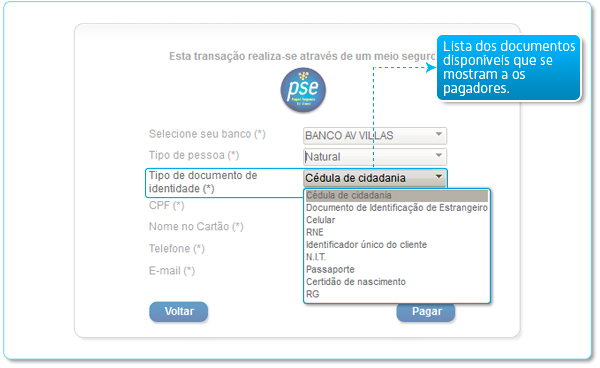 Esta transação realiza-se através de um meio seguro
Lista dos documentos
disponíveis que se
mostram a os
pagadores.
pse
Selecione seu banco (*)
BANCO AV VILLAS
Tipo de pessoa (*)
Natural
Tipo de documento de
identidade (*)
Cédula de cidadania
CPF (*)
Nome no Cartão (*)
Telefone (*)
E-mail (*)
Cédula de cidadania
Documento de Identificação de Estrangeiro
Celular
RNE
Identificador único do cliente
N.I.T.
Passaporte
Certidão de nascimento
RG
Voltar
Pagar